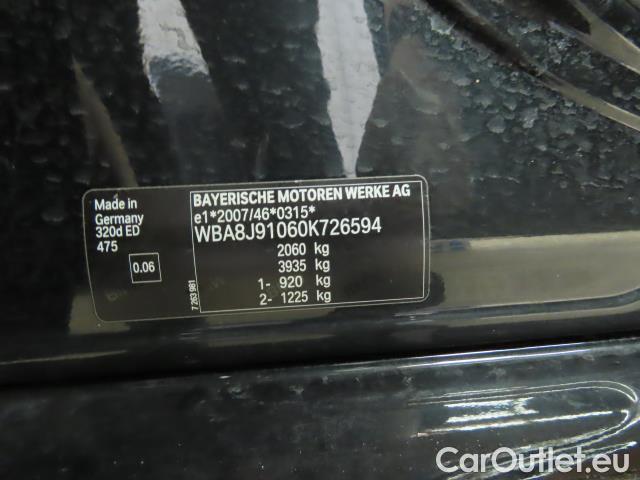 Made in
Germany
320d ED
475
0.06
7 263 981
BAYERISCHE MOTOREN WERKE AG
e1*2007/46*0315*
WBA8J91060K726594
2060 kg
3935 kg
1- 920 kg
2- 1225 kg
CarOutlet.eu